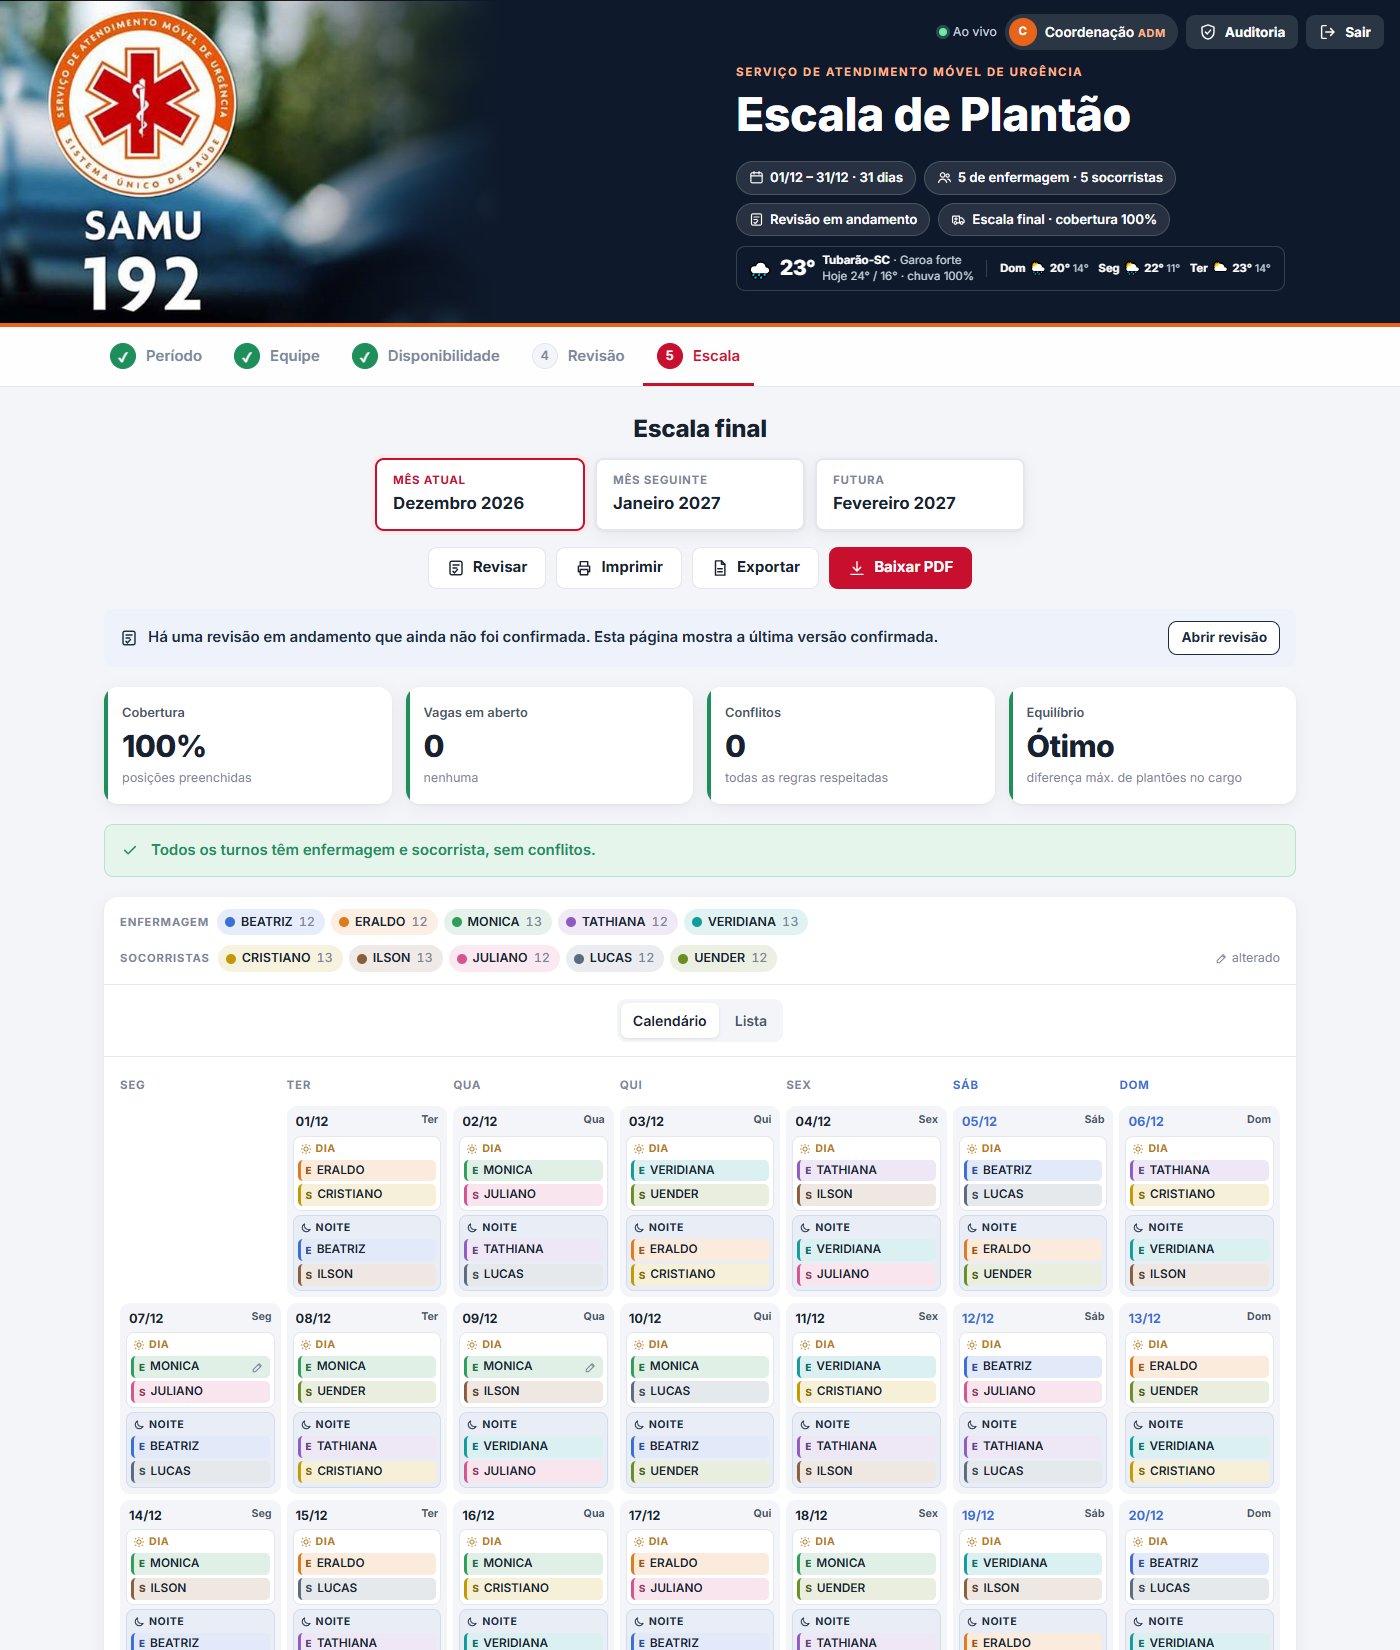 SERVIÇO DE ATENDIMENTO MÓVEL DE URGÊNCIA
SISTEMA ÚNICO DE SAÚDE
SAMU
192
Ao vivo
C Coordenação ADM
Auditoria
Sair
SERVIÇO DE ATENDIMENTO MÓVEL DE URGÊNCIA
Escala de Plantão
01/12 – 31/12 · 31 dias
5 de enfermagem · 5 socorristas
Revisão em andamento
Escala final · cobertura 100%
23° Tubarão-SC · Garoa forte
Hoje 24° / 16° · chuva 100%
Dom 20° 14° Seg 22° 11° Ter 23° 14°
Período
Equipe
Disponibilidade
4 Revisão
5 Escala
Escala final
MÊS ATUAL
Dezembro 2026
MÊS SEGUINTE
Janeiro 2027
FUTURA
Fevereiro 2027
Revisar
Imprimir
Exportar
Baixar PDF
Há uma revisão em andamento que ainda não foi confirmada. Esta página mostra a última versão confirmada.
Abrir revisão
Cobertura
100%
posições preenchidas
Vagas em aberto
0
nenhuma
Conflitos
0
todas as regras respeitadas
Equilíbrio
Ótimo
diferença máx. de plantões no cargo
Todos os turnos têm enfermagem e socorrista, sem conflitos.
ENFERMAGEM BEATRIZ 12 ERALDO 12 MONICA 13 TATHIANA 12 VERIDIANA 13
SOCORRISTAS CRISTIANO 13 ILSON 13 JULIANO 12 LUCAS 12 UENDER 12
alterado
Calendário
Lista
SEG TER QUA QUI SEX SÁB DOM
01/12 Ter
DIA
E ERALDO
S CRISTIANO
NOITE
E BEATRIZ
S ILSON
02/12 Qua
DIA
E MONICA
S JULIANO
NOITE
E TATHIANA
S LUCAS
03/12 Qui
DIA
E VERIDIANA
S UENDER
NOITE
E ERALDO
S CRISTIANO
04/12 Sex
DIA
E TATHIANA
S ILSON
NOITE
E VERIDIANA
S JULIANO
05/12 Sáb
DIA
E BEATRIZ
S LUCAS
NOITE
E ERALDO
S UENDER
06/12 Dom
DIA
E TATHIANA
S CRISTIANO
NOITE
E VERIDIANA
S ILSON
07/12 Seg
DIA
E MONICA
S JULIANO
NOITE
E BEATRIZ
S LUCAS
08/12 Ter
DIA
E MONICA
S UENDER
NOITE
E TATHIANA
S CRISTIANO
09/12 Qua
DIA
E MONICA
S ILSON
NOITE
E VERIDIANA
S JULIANO
10/12 Qui
DIA
E MONICA
S LUCAS
NOITE
E BEATRIZ
S UENDER
11/12 Sex
DIA
E VERIDIANA
S CRISTIANO
NOITE
E TATHIANA
S ILSON
12/12 Sáb
DIA
E BEATRIZ
S JULIANO
NOITE
E TATHIANA
S LUCAS
13/12 Dom
DIA
E ERALDO
S UENDER
NOITE
E VERIDIANA
S CRISTIANO
14/12 Seg
DIA
E MONICA
S ILSON
NOITE
E BEATRIZ
15/12 Ter
DIA
E ERALDO
S LUCAS
NOITE
E TATHIANA
16/12 Qua
DIA
E MONICA
S CRISTIANO
NOITE
E VERIDIANA
17/12 Qui
DIA
E ERALDO
S JULIANO
NOITE
E BEATRIZ
18/12 Sex
DIA
E MONICA
S UENDER
NOITE
E TATHIANA
19/12 Sáb
DIA
E VERIDIANA
S ILSON
NOITE
E ERALDO
20/12 Dom
DIA
E BEATRIZ
S LUCAS
NOITE
E VERIDIANA